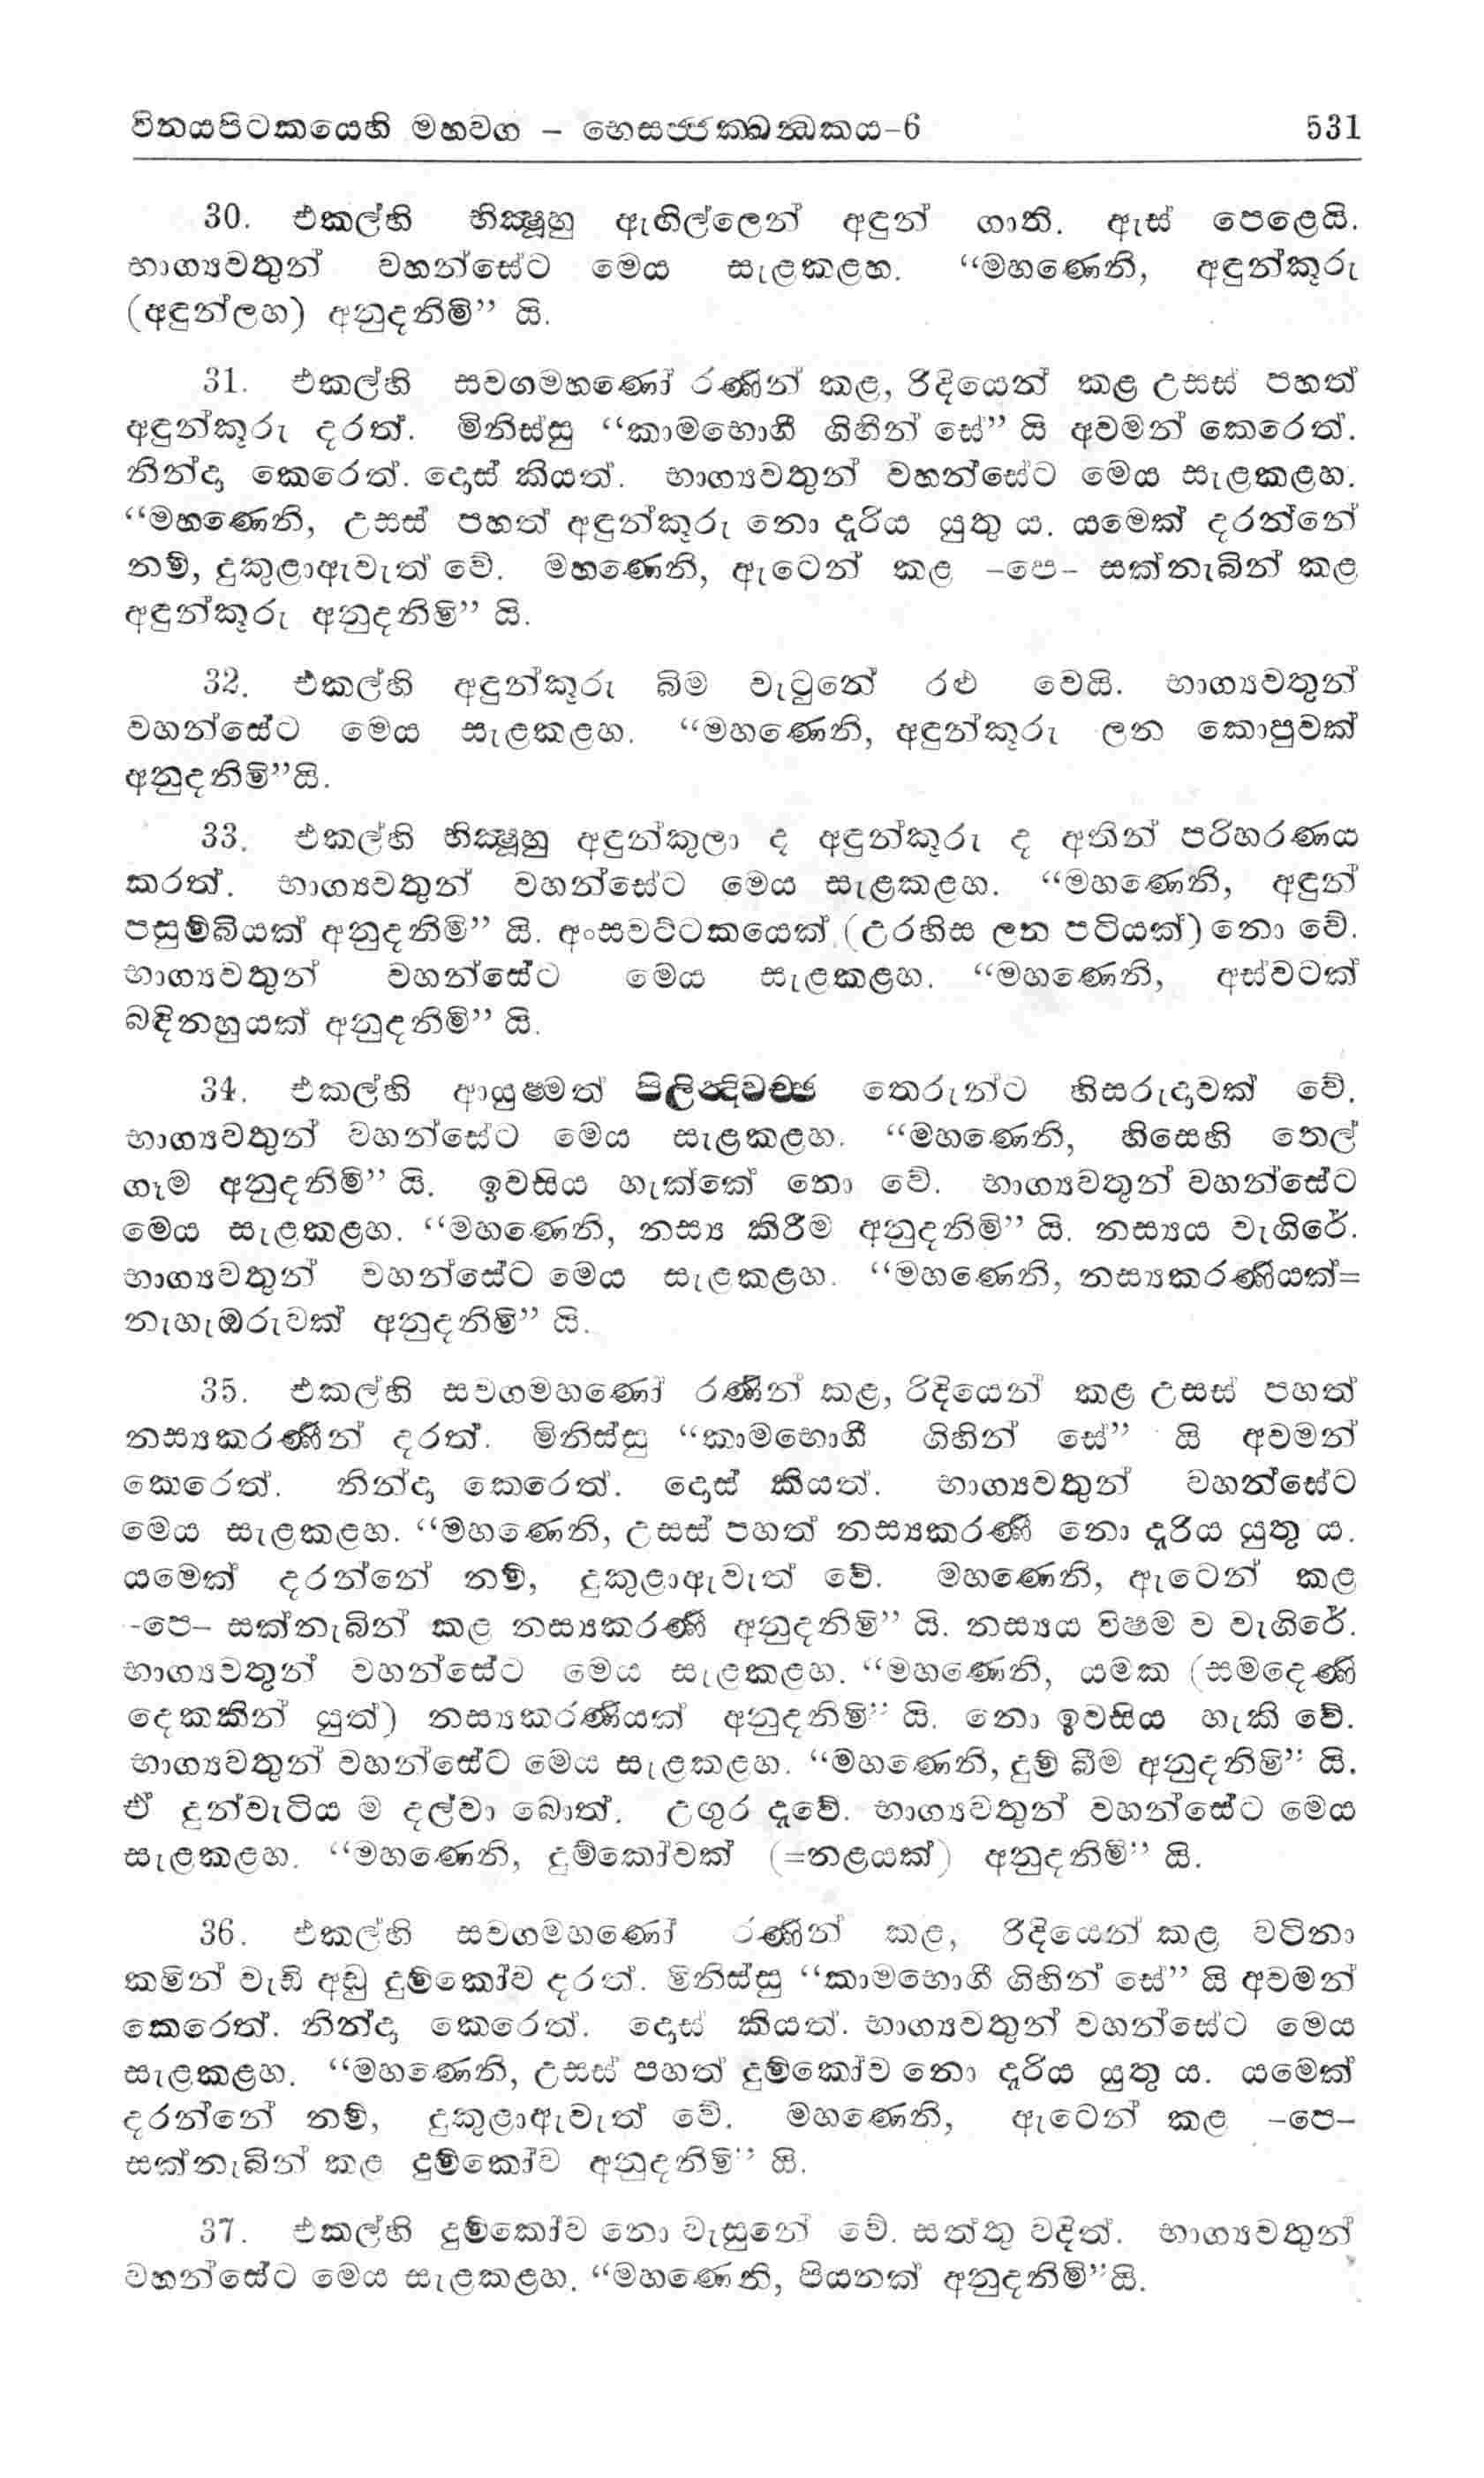 විනයපිටකයෙහි මහවග - භෙසජ්ජක්ඛන්ධකය-6 531
30. එකල්හි භික්ෂූහු ඇඟිල්ලෙන් අඳුන් ගාති. ඇස් පෙළෙයි.
භාග්‍යවතුන් වහන්සේට මෙය සැළකළහ. “මහණෙනි, අඳුන්කූරු
(අඳුන්ලහ) අනුදනිමි” යි.
31. එකල්හි සවගමහණෝ රණින් කළ, රිදියෙන් කළ උසස් පහත්
අඳුන්කූරු දරත්. මිනිස්සු “කාමභොගී ගිහින් සේ” යි අවමන් කෙරෙත්.
නින්දා කෙරෙත්. දොස් කියත්. භාග්‍යවතුන් වහන්සේට මෙය සැළකළහ.
“මහණෙනි, උසස් පහත් අඳුන්කූරු නො දැරිය යුතු ය. යමෙක් දරන්නේ
නම්, දුකුළාඇවැත් වේ. මහණෙනි, ඇටෙන් කළ -පෙ- සක්නැබින් කළ
අඳුන්කූරු අනුදනිමි” යි.
32. එකල්හි අඳුන්කූරු බිම වැටුනේ රළු වෙයි. භාග්‍යවතුන්
වහන්සේට මෙය සැළකළහ. “මහණෙනි, අඳුන්කූරු ලන කොපුවක්
අනුදනිමි”යි.
33. එකල්හි භික්ෂූහු අඳුන්කුලා ද අඳුන්කූරු ද අතින් පරිහරණය
කරත්. භාග්‍යවතුන් වහන්සේට මෙය සැළකළහ. “මහණෙනි, අඳුන්
පසුම්බියක් අනුදනිමි” යි. අංසවට්ටකයෙක් (උරහිස ලන පටියක්) නො වේ.
භාග්‍යවතුන් වහන්සේට මෙය සැළකළහ. “මහණෙනි, අස්වටක්
බඳිනහුයක් අනුදනිමි” යි.
34. එකල්හි ආයුෂ්මත් පිලින්දිවච්ඡ තෙරුන්ට හිසරුදාවක් වේ.
භාග්‍යවතුන් වහන්සේට මෙය සැළකළහ. “මහණෙනි, හිසෙහි තෙල්
ගෑම අනුදනිමි” යි. ඉවසිය හැක්කේ නො වේ. භාග්‍යවතුන් වහන්සේට
මෙය සැළකළහ. “මහණෙනි, නස්‍ය කිරීම අනුදනිමි” යි. නස්‍යය වැගිරේ.
භාග්‍යවතුන් වහන්සේට මෙය සැළකළහ. “මහණෙනි, නස්‍යකරණියක්=
නැහැඹරුවක් අනුදනිමි” යි.
35. එකල්හි සවගමහණෝ රණින් කළ, රිදියෙන් කළ උසස් පහත්
නස්‍යකරණීන් දරත්. මිනිස්සු “කාමභොගී ගිහින් සේ” යි අවමන්
කෙරෙත්. නින්දා කෙරෙත්. දොස් කියත්. භාග්‍යවතුන් වහන්සේට
මෙය සැළකළහ. “මහණෙනි, උසස් පහත් නස්‍යකරණී නො දැරිය යුතු ය.
යමෙක් දරන්නේ නම්, දුකුළාඇවැත් වේ. මහණෙනි, ඇටෙන් කළ
-පෙ- සක්නැබින් කළ නස්‍යකරණී අනුදනිමි” යි. නස්‍යය විෂම ව වැගිරේ.
භාග්‍යවතුන් වහන්සේට මෙය සැළකළහ. “මහණෙනි, යමක (සමදෙණි
දෙකකින් යුත්) නස්‍යකරණියක් අනුදනිමි” යි. නො ඉවසිය හැකි වේ.
භාග්‍යවතුන් වහන්සේට මෙය සැළකළහ. “මහණෙනි, දුම් බීම අනුදනිමි” යි.
ඒ දුන්වැටිය ම දල්වා බොත්. උගුර දැවේ. භාග්‍යවතුන් වහන්සේට මෙය
සැළකළහ. “මහණෙනි, දුම්කෝවක් (=නළයක්) අනුදනිමි” යි.
36. එකල්හි සවගමහණෝ රණින් කළ, රිදියෙන් කළ වටිනා
කමින් වැඩි අඩු දුම්කෝව දරත්. මිනිස්සු “කාමභොගී ගිහින් සේ” යි අවමන්
කෙරෙත්. නින්දා කෙරෙත්. දොස් කියත්. භාග්‍යවතුන් වහන්සේට මෙය
සැළකළහ. “මහණෙනි, උසස් පහත් දුම්කෝව නො දැරිය යුතු ය. යමෙක්
දරන්නේ නම්, දුකුළාඇවැත් වේ. මහණෙනි, ඇටෙන් කළ -පෙ-
සක්නැබින් කළ දුම්කෝව අනුදනිමි” යි.
37. එකල්හි දුම්කෝව නො වැසුනේ වේ. සත්තු වදිත්. භාග්‍යවතුන්
වහන්සේට මෙය සැළකළහ. “මහණෙනි, පියනක් අනුදනිමි”යි.